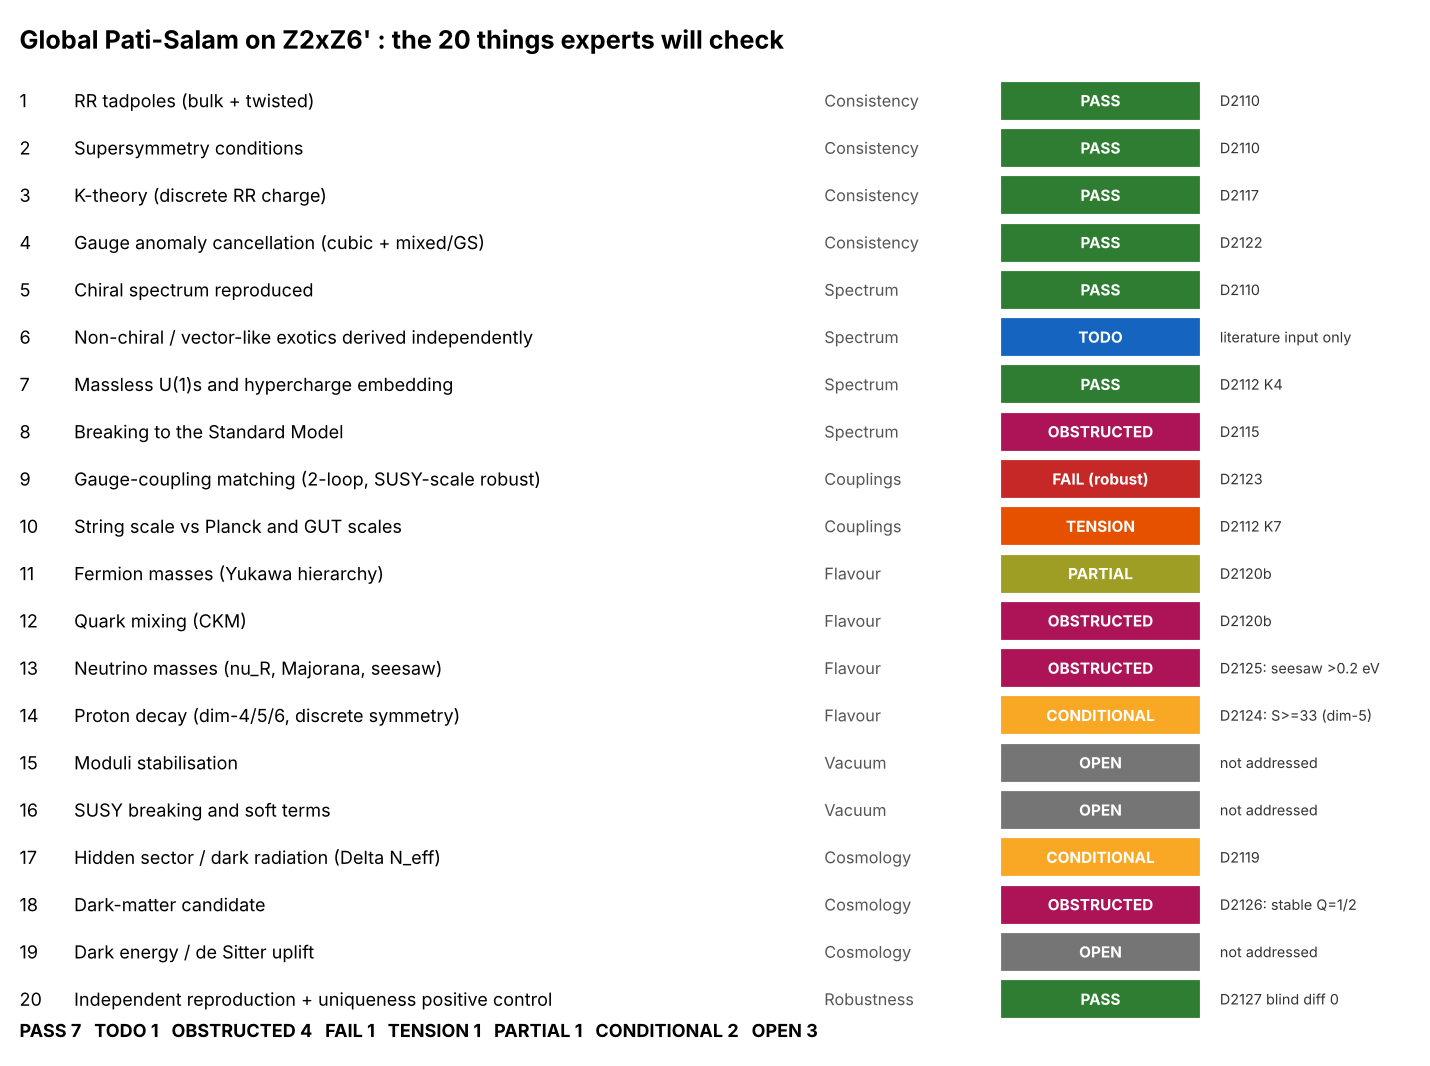 Global Pati-Salam on Z2xZ6' : the 20 things experts will check
1 RR tadpoles (bulk + twisted) Consistency PASS D2110
2 Supersymmetry conditions Consistency PASS D2110
3 K-theory (discrete RR charge) Consistency PASS D2117
4 Gauge anomaly cancellation (cubic + mixed/GS) Consistency PASS D2122
5 Chiral spectrum reproduced Spectrum PASS D2110
6 Non-chiral / vector-like exotics derived independently Spectrum TODO literature input only
7 Massless U(1)s and hypercharge embedding Spectrum PASS D2112 K4
8 Breaking to the Standard Model Spectrum OBSTRUCTED D2115
9 Gauge-coupling matching (2-loop, SUSY-scale robust) Couplings FAIL (robust) D2123
10 String scale vs Planck and GUT scales Couplings TENSION D2112 K7
11 Fermion masses (Yukawa hierarchy) Flavour PARTIAL D2120b
12 Quark mixing (CKM) Flavour OBSTRUCTED D2120b
13 Neutrino masses (nu_R, Majorana, seesaw) Flavour OBSTRUCTED D2125: seesaw >0.2 eV
14 Proton decay (dim-4/5/6, discrete symmetry) Flavour CONDITIONAL D2124: S>=33 (dim-5)
15 Moduli stabilisation Vacuum OPEN not addressed
16 SUSY breaking and soft terms Vacuum OPEN not addressed
17 Hidden sector / dark radiation (Delta N_eff) Cosmology CONDITIONAL D2119
18 Dark-matter candidate Cosmology OBSTRUCTED D2126: stable Q=1/2
19 Dark energy / de Sitter uplift Cosmology OPEN not addressed
20 Independent reproduction + uniqueness positive control Robustness PASS D2127 blind diff 0
PASS 7 TODO 1 OBSTRUCTED 4 FAIL 1 TENSION 1 PARTIAL 1 CONDITIONAL 2 OPEN 3